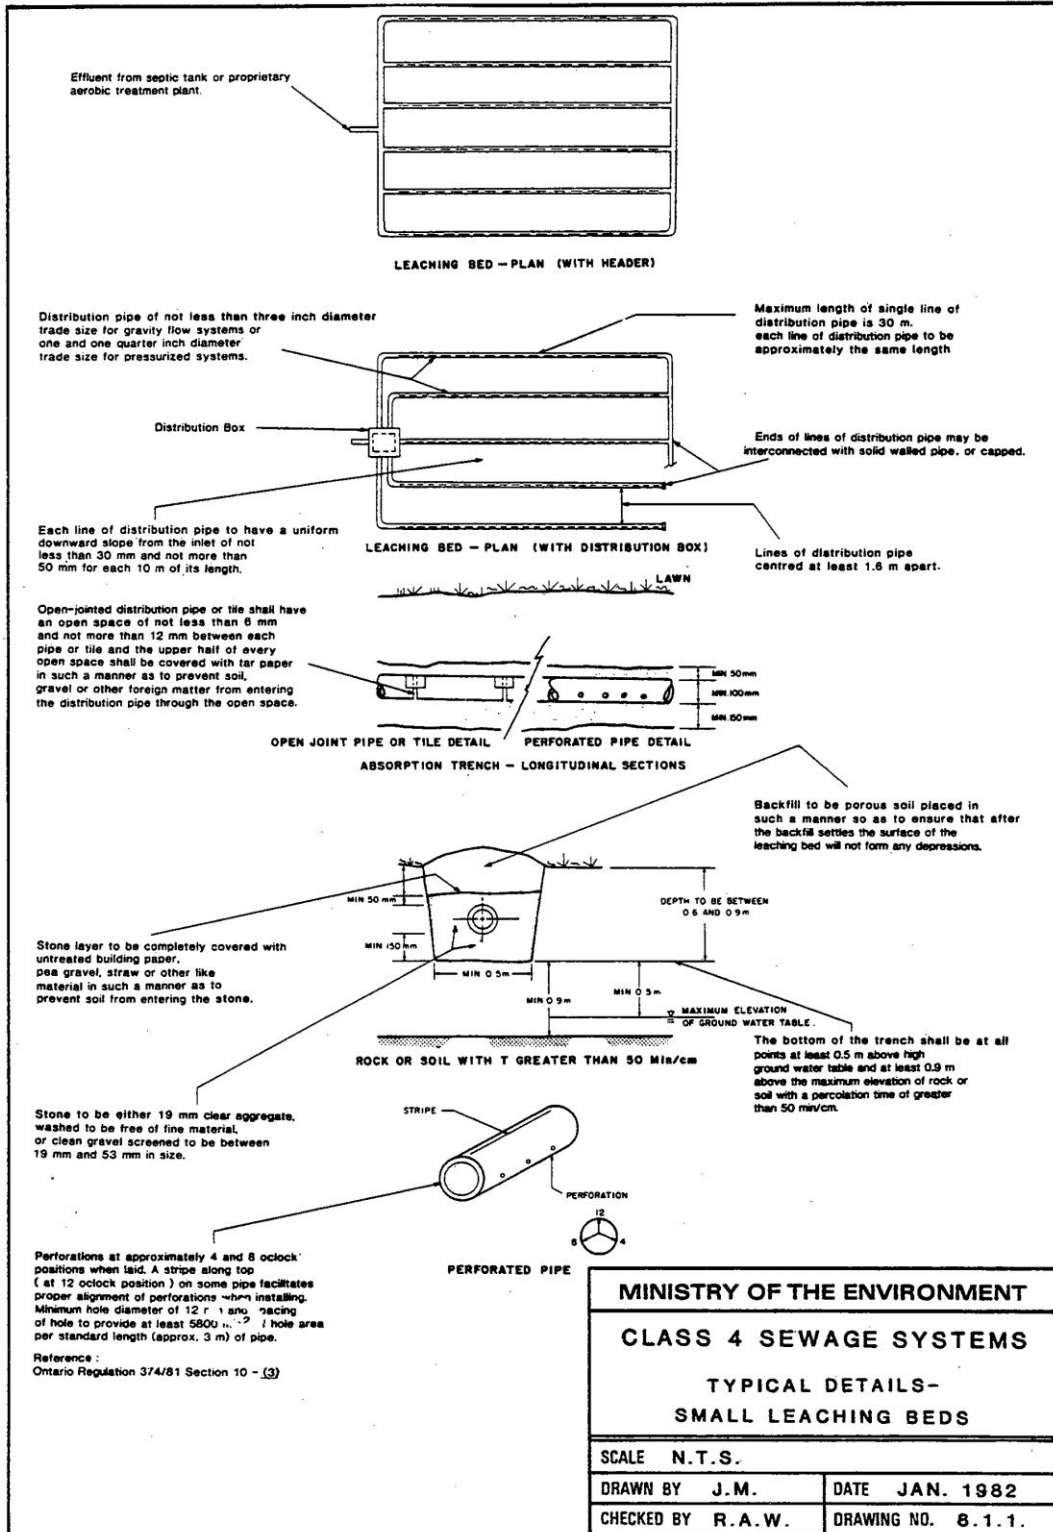 Effluent from septic tank or proprietary
aerobic treatment plant.
LEACHING BED – PLAN (WITH HEADER)
Distribution pipe of not less than three inch diameter
trade size for gravity flow systems or
one and one quarter inch diameter
trade size for pressurized systems.
Maximum length of single line of
distribution pipe is 30 m.
each line of distribution pipe to be
approximately the same length
Distribution Box
Ends of lines of distribution pipe may be
interconnected with solid walled pipe. or capped.
Each line of distribution pipe to have a uniform
downward slope from the inlet of not
less than 30 mm and not more than
50 mm for each 10 m of its length.
LEACHING BED – PLAN (WITH DISTRIBUTION BOX)
Lines of distribution pipe
centred at least 1.6 m apart.
LAWN
Open-jointed distribution pipe or tile shall have
an open space of not less than 6 mm
and not more than 12 mm between each
pipe or tile and the upper half of every
open space shall be covered with tar paper
in such a manner as to prevent soil,
gravel or other foreign matter from entering
the distribution pipe through the open space.
MIN 50mm
MIN.100mm
MIN.150mm
OPEN JOINT PIPE OR TILE DETAIL
PERFORATED PIPE DETAIL
ABSORPTION TRENCH – LONGITUDINAL SECTIONS
Backfill to be porous soil placed in
such a manner so as to ensure that after
the backfill settles the surface of the
leaching bed will not form any depressions.
MIN 50 mm
DEPTH TO BE BETWEEN
0.6 AND 0.9m
Stone layer to be completely covered with
untreated building paper,
pea gravel, straw or other like
material in such a manner as to
prevent soil from entering the stone.
MIN 150mm
MIN 0.5m
MIN 0.9m
MIN 0.5m
MAXIMUM ELEVATION
OF GROUND WATER TABLE.
ROCK OR SOIL WITH T GREATER THAN 50 Min/cm
The bottom of the trench shall be at all
points at least 0.5 m above high
ground water table and at least 0.9 m
above the maximum elevation of rock or
soil with a percolation time of greater
than 50 min/cm.
Stone to be either 19 mm clear aggregate,
washed to be free of fine material,
or clean gravel screened to be between
19 mm and 53 mm in size.
STRIPE
PERFORATION
12
8
4
PERFORATED PIPE
Perforations at approximately 4 and 8 oclock
positions when laid. A stripe along top
( at 12 oclock position ) on some pipe facilitates
proper alignment of perforations when installing.
Minimum hole diameter of 12 and
of hole to provide at least hole area
per standard length (approx. 3 m) of pipe.
Reference :
Ontario Regulation 374/81 Section 10 - (3)
MINISTRY OF THE ENVIRONMENT
CLASS 4 SEWAGE SYSTEMS
TYPICAL DETAILS–
SMALL LEACHING BEDS
SCALE N.T.S.
DRAWN BY J.M.
DATE JAN. 1982
CHECKED BY R.A.W.
DRAWING NO. 8.1.1.